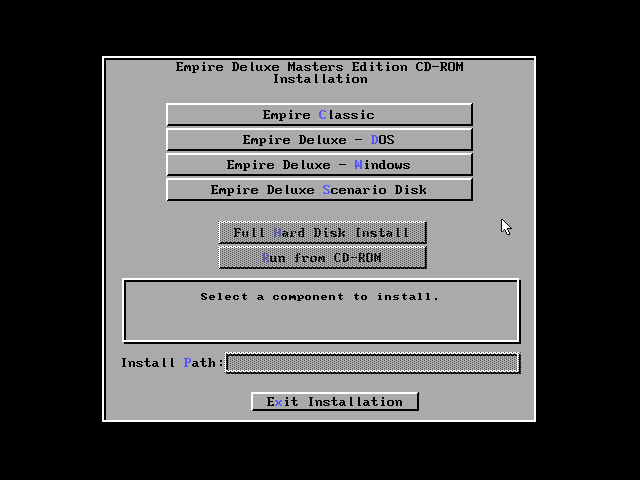 Empire Deluxe Masters Edition CD-ROM
Installation
Empire Classic
Empire Deluxe - DOS
Empire Deluxe - Windows
Empire Deluxe Scenario Disk
Full Hard Disk Install
Run from CD-ROM
Select a component to install.
Install Path:
Exit Installation